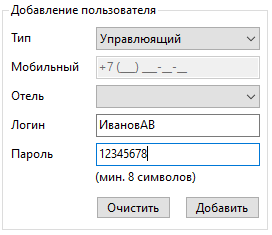 Добавление пользователя
Тип Управлюящий
Мобильный +7 (___) ___-__-__
Отель
Логин ИвановАВ
Пароль 12345678
(мин. 8 символов)
Очистить Добавить